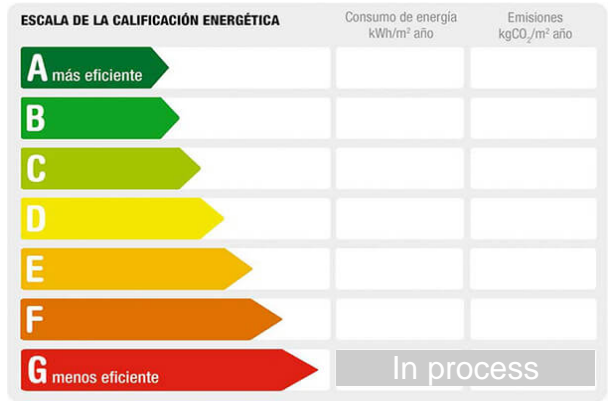 ESCALA DE LA CALIFICACIÓN ENERGÉTICA
Consumo de energía
kWh/m² año
Emisiones
kgCO₂/m² año
A más eficiente
B
C
D
E
F
G menos eficiente
In process